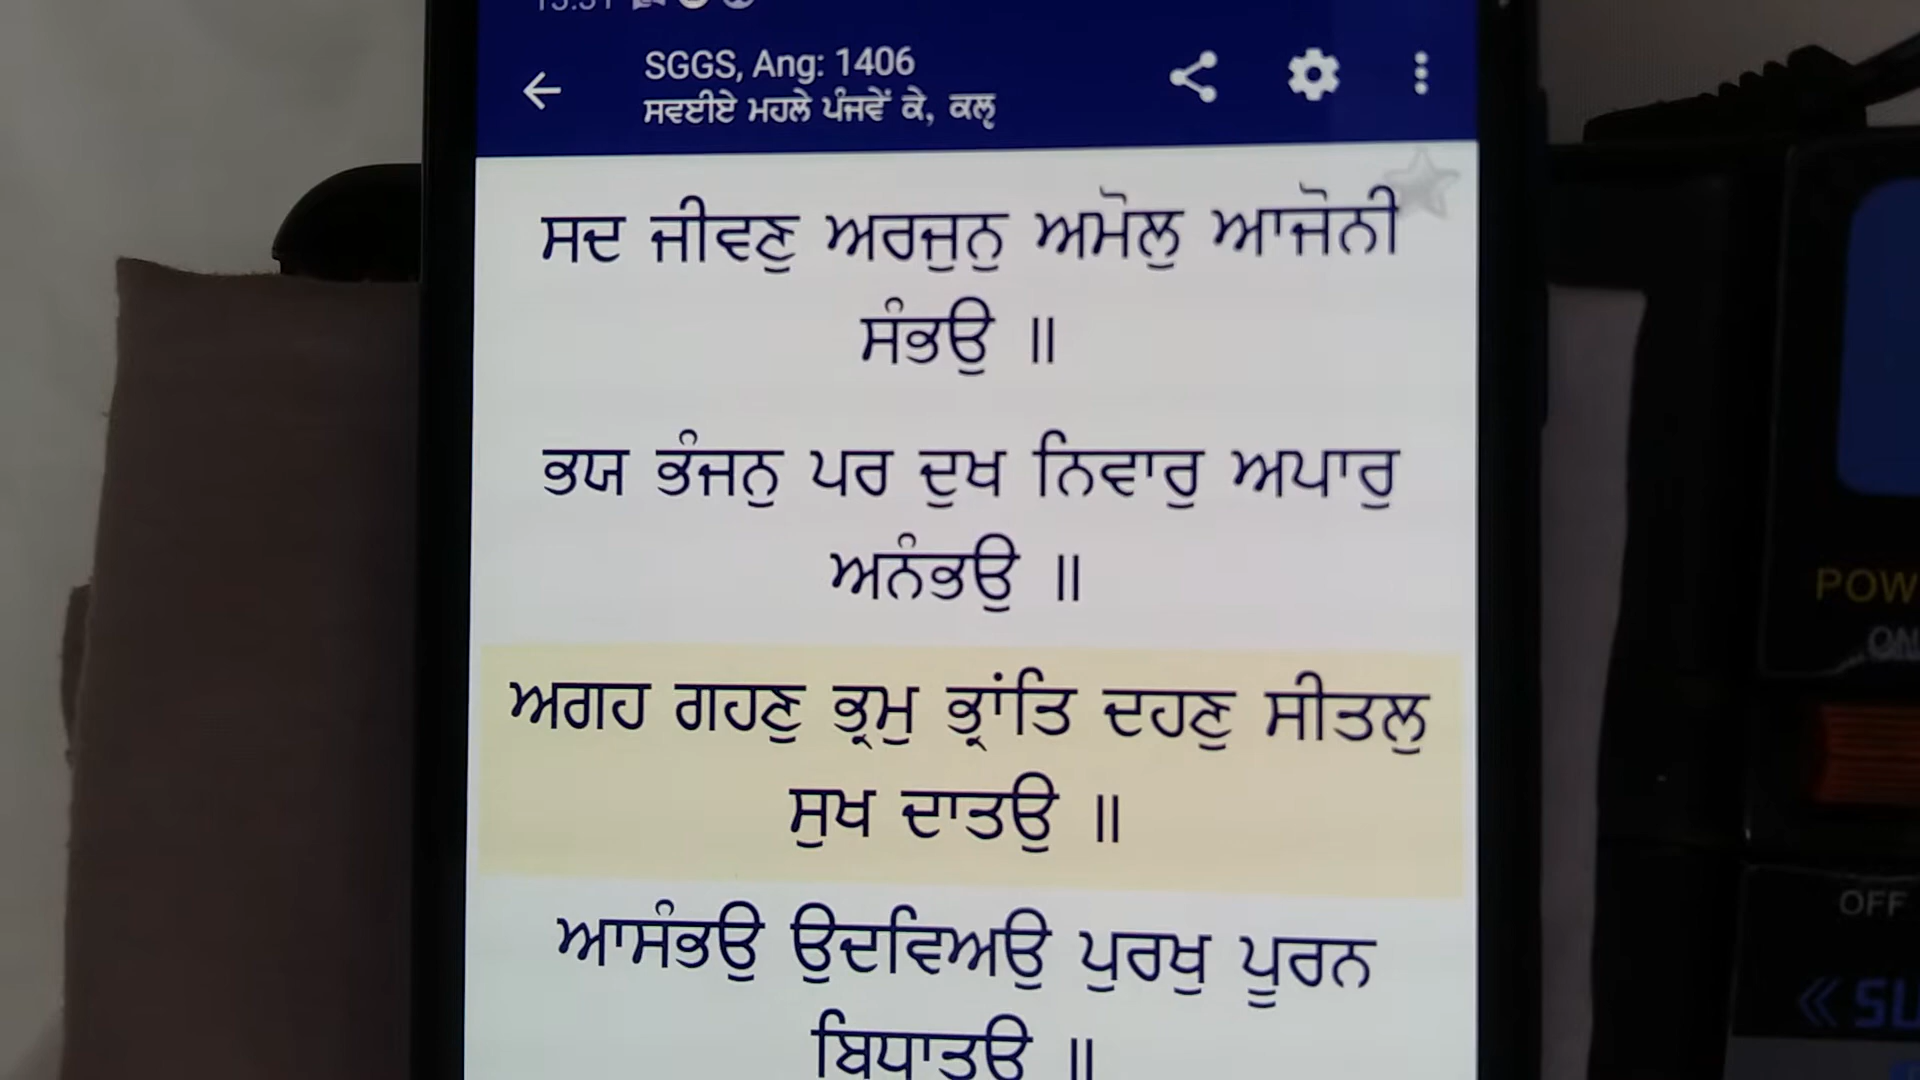 SGGS, Ang: 1406
ਸਵਈਏ ਮਹਲੇ ਪੰਜਵੇਂ ਕੇ, ਕਲੵ
ਸਦ ਜੀਵਣੁ ਅਰਜੁਨੁ ਅਮੋਲੁ ਆਜੋਨੀ
ਸੰਭਉ ॥
ਭਯ ਭੰਜਨੁ ਪਰ ਦੁਖ ਨਿਵਾਰੁ ਅਪਾਰੁ
ਅਨੰਭਉ ॥
ਅਗਹ ਗਹਣੁ ਭ੍ਰਮੁ ਭ੍ਰਾਂਤਿ ਦਹਣੁ ਸੀਤਲੁ
ਸੁਖ ਦਾਤਉ ॥
ਆਸੰਭਉ ਉਦਵਿਅਉ ਪੁਰਖੁ ਪੂਰਨ
ਬਿਧਾਤਉ ॥
POW
ON
OFF